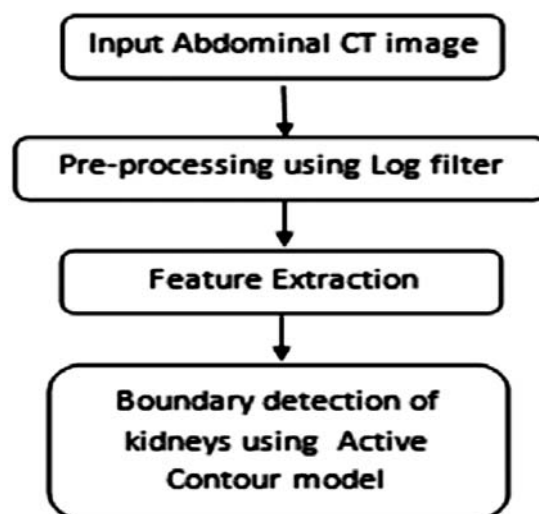 Input Abdominal CT image
Pre-processing using Log filter
Feature Extraction
Boundary detection of
kidneys using Active
Contour model